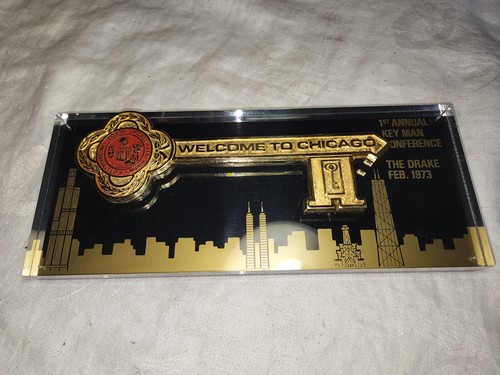 WELCOME TO CHICAGO
1ST ANNUAL
KEY MAN
CONFERENCE
THE DRAKE
FEB. 1973